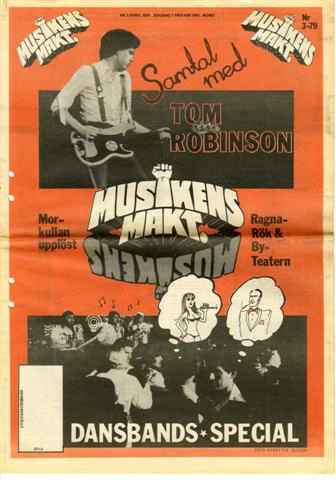 MUSIKENS
MAKT.
MUSIKENS
MAKT.
Nr
3-79
Samtal
med
TOM
ROBINSON
MUSIKENS
MAKT.
Mor-
kullan
upplöst
Ragna-
Rök &
By-
Teatern
MUSIKENS
DANSBANDS★SPECIAL